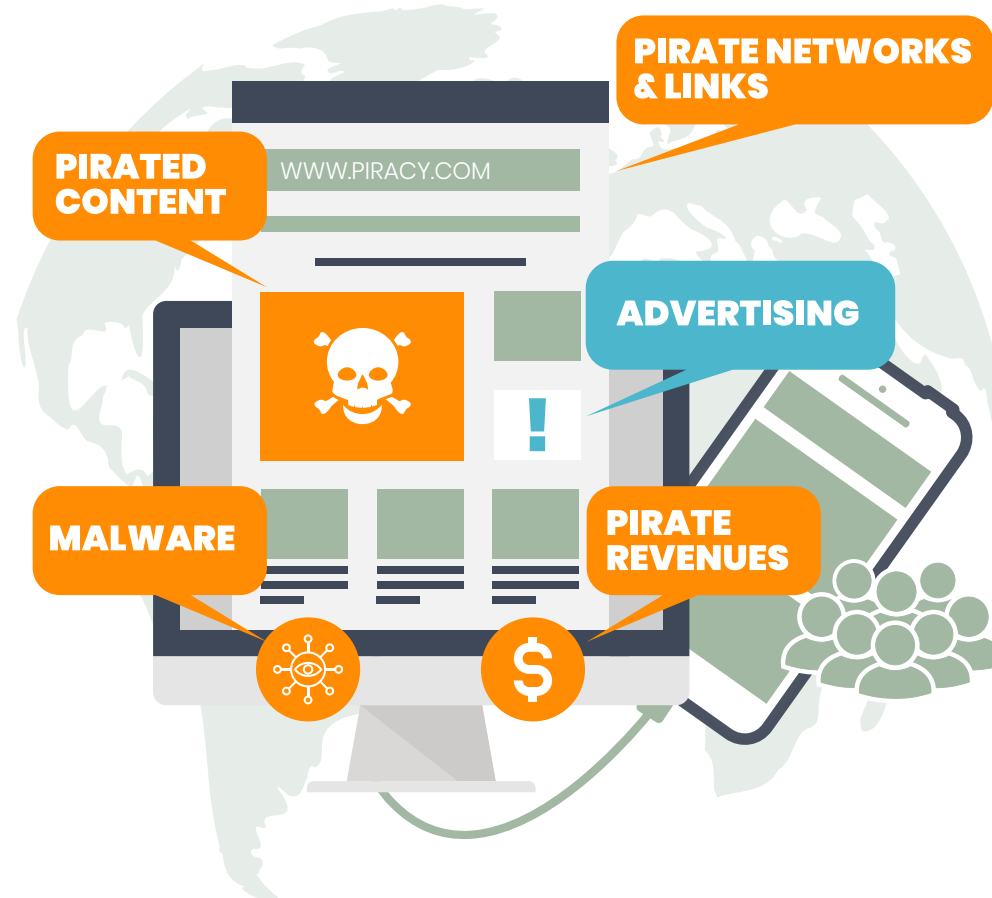 PIRATE NETWORKS
& LINKS
PIRATED
CONTENT
WWW.PIRACY.COM
ADVERTISING
!
MALWARE
PIRATE
REVENUES
$